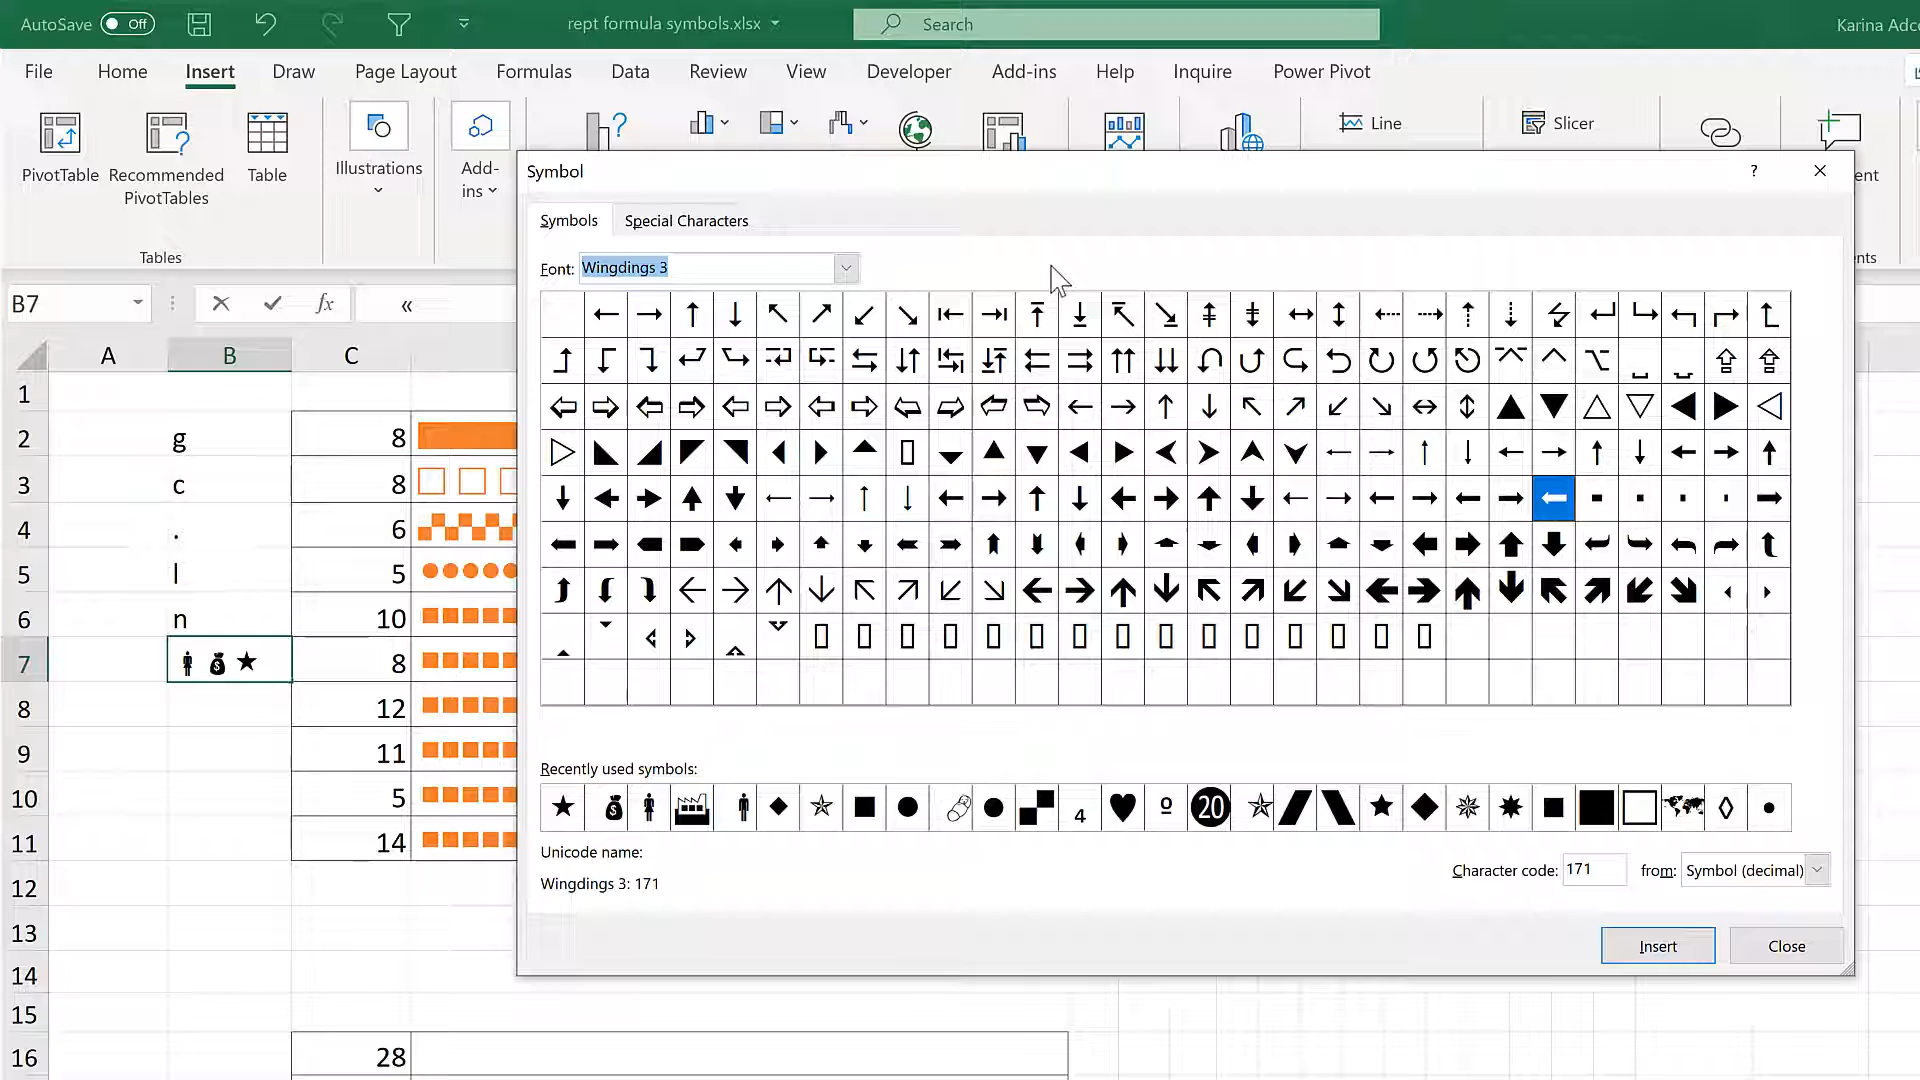 AutoSave Off rept formula symbols.xlsx Search Karina Adc
File Home Insert Draw Page Layout Formulas Data Review View Developer Add-ins Help Inquire Power Pivot
PivotTable Recommended PivotTables Table Illustrations Add-ins Line Slicer
Tables
Symbol ?
Symbols Special Characters
Font: Wingdings 3
B7 fx «
A B C
1
2 g 8
3 c 8
4 . 6
5 l 5
6 n 10
7 8
8 12
9 11
10 5
11 14
12
13
14
15
16 28
Recently used symbols:
4 º 20
Unicode name:
Wingdings 3: 171
Character code: 171 from: Symbol (decimal)
Insert Close